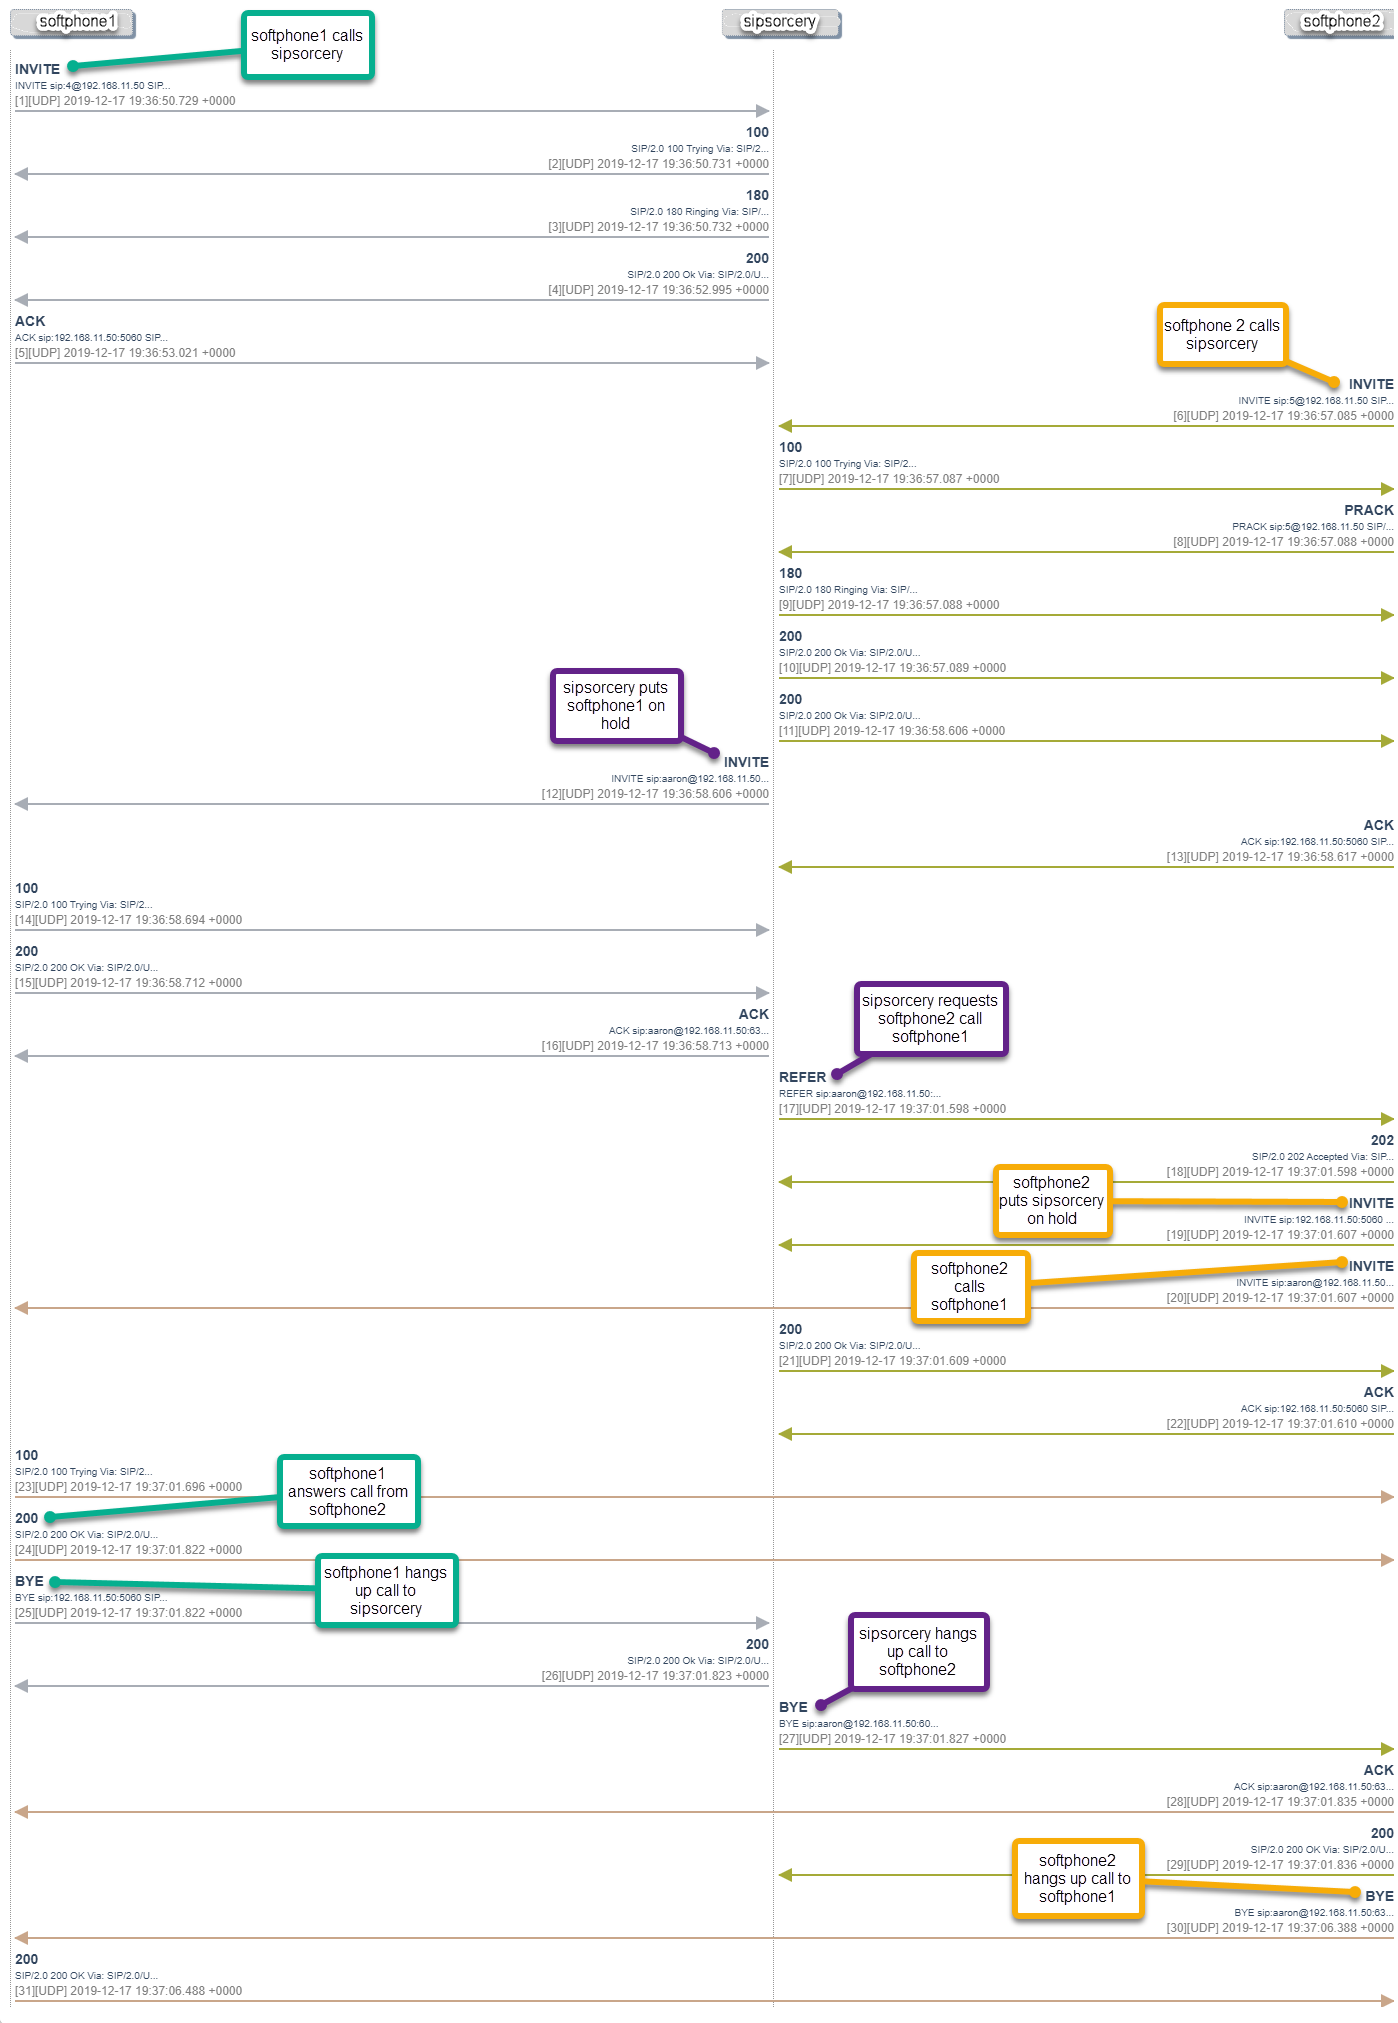 softphone1
sipsorcery
softphone2
softphone1 calls
sipsorcery
INVITE
INVITE sip:4@192.168.11.50 SIP...
[1][UDP] 2019-12-17 19:36:50.729 +0000
100
SIP/2.0 100 Trying Via: SIP/2...
[2][UDP] 2019-12-17 19:36:50.731 +0000
180
SIP/2.0 180 Ringing Via: SIP/...
[3][UDP] 2019-12-17 19:36:50.732 +0000
200
SIP/2.0 200 Ok Via: SIP/2.0/U...
[4][UDP] 2019-12-17 19:36:52.995 +0000
ACK
ACK sip:192.168.11.50:5060 SIP...
[5][UDP] 2019-12-17 19:36:53.021 +0000
softphone 2 calls
sipsorcery
INVITE
INVITE sip:5@192.168.11.50 SIP...
[6][UDP] 2019-12-17 19:36:57.085 +0000
100
SIP/2.0 100 Trying Via: SIP/2...
[7][UDP] 2019-12-17 19:36:57.087 +0000
PRACK
PRACK sip:5@192.168.11.50 SIP/...
[8][UDP] 2019-12-17 19:36:57.088 +0000
180
SIP/2.0 180 Ringing Via: SIP/...
[9][UDP] 2019-12-17 19:36:57.088 +0000
200
SIP/2.0 200 Ok Via: SIP/2.0/U...
[10][UDP] 2019-12-17 19:36:57.089 +0000
200
SIP/2.0 200 Ok Via: SIP/2.0/U...
[11][UDP] 2019-12-17 19:36:58.606 +0000
sipsorcery puts
softphone1 on
hold
INVITE
INVITE sip:aaron@192.168.11.50...
[12][UDP] 2019-12-17 19:36:58.606 +0000
ACK
ACK sip:192.168.11.50:5060 SIP...
[13][UDP] 2019-12-17 19:36:58.617 +0000
100
SIP/2.0 100 Trying Via: SIP/2...
[14][UDP] 2019-12-17 19:36:58.694 +0000
200
SIP/2.0 200 OK Via: SIP/2.0/U...
[15][UDP] 2019-12-17 19:36:58.712 +0000
ACK
ACK sip:aaron@192.168.11.50:63...
[16][UDP] 2019-12-17 19:36:58.713 +0000
sipsorcery requests
softphone2 call
softphone1
REFER
REFER sip:aaron@192.168.11.50:...
[17][UDP] 2019-12-17 19:37:01.598 +0000
202
SIP/2.0 202 Accepted Via: SIP...
[18][UDP] 2019-12-17 19:37:01.598 +0000
softphone2
puts sipsorcery
on hold
INVITE
INVITE sip:192.168.11.50:5060 ...
[19][UDP] 2019-12-17 19:37:01.607 +0000
softphone2
calls
softphone1
INVITE
INVITE sip:aaron@192.168.11.50...
[20][UDP] 2019-12-17 19:37:01.607 +0000
200
SIP/2.0 200 Ok Via: SIP/2.0/U...
[21][UDP] 2019-12-17 19:37:01.609 +0000
ACK
ACK sip:192.168.11.50:5060 SIP...
[22][UDP] 2019-12-17 19:37:01.610 +0000
100
SIP/2.0 100 Trying Via: SIP/2...
[23][UDP] 2019-12-17 19:37:01.696 +0000
softphone1
answers call from
softphone2
200
SIP/2.0 200 OK Via: SIP/2.0/U...
[24][UDP] 2019-12-17 19:37:01.822 +0000
softphone1 hangs
up call to
sipsorcery
BYE
BYE sip:192.168.11.50:5060 SIP...
[25][UDP] 2019-12-17 19:37:01.822 +0000
200
SIP/2.0 200 Ok Via: SIP/2.0/U...
[26][UDP] 2019-12-17 19:37:01.823 +0000
sipsorcery hangs
up call to
softphone2
BYE
BYE sip:aaron@192.168.11.50:60...
[27][UDP] 2019-12-17 19:37:01.827 +0000
ACK
ACK sip:aaron@192.168.11.50:63...
[28][UDP] 2019-12-17 19:37:01.835 +0000
200
SIP/2.0 200 OK Via: SIP/2.0/U...
[29][UDP] 2019-12-17 19:37:01.836 +0000
softphone2
hangs up call to
softphone1
BYE
BYE sip:aaron@192.168.11.50:63...
[30][UDP] 2019-12-17 19:37:06.388 +0000
200
SIP/2.0 200 OK Via: SIP/2.0/U...
[31][UDP] 2019-12-17 19:37:06.488 +0000